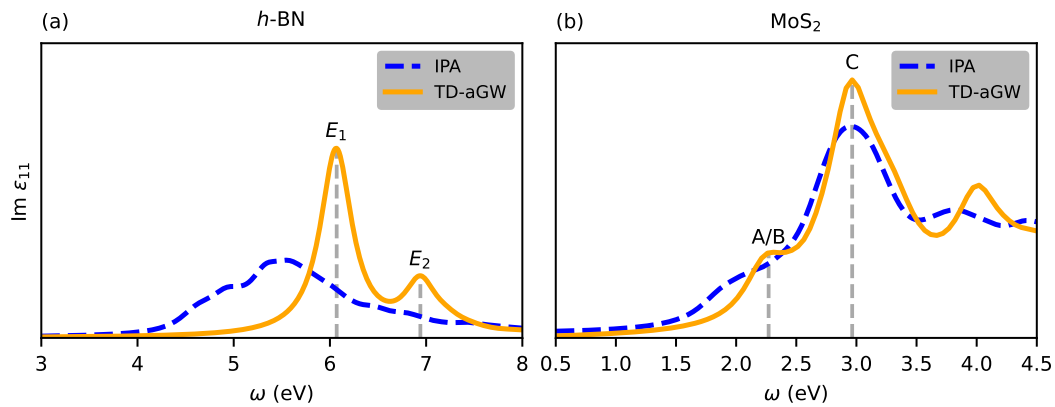 (a)
h-BN
IPA
TD-aGW
E₁
E₂
Im ε₁₁
3 4 5 6 7 8
ω (eV)
(b)
MoS₂
C
IPA
TD-aGW
A/B
0.5 1.0 1.5 2.0 2.5 3.0 3.5 4.0 4.5
ω (eV)